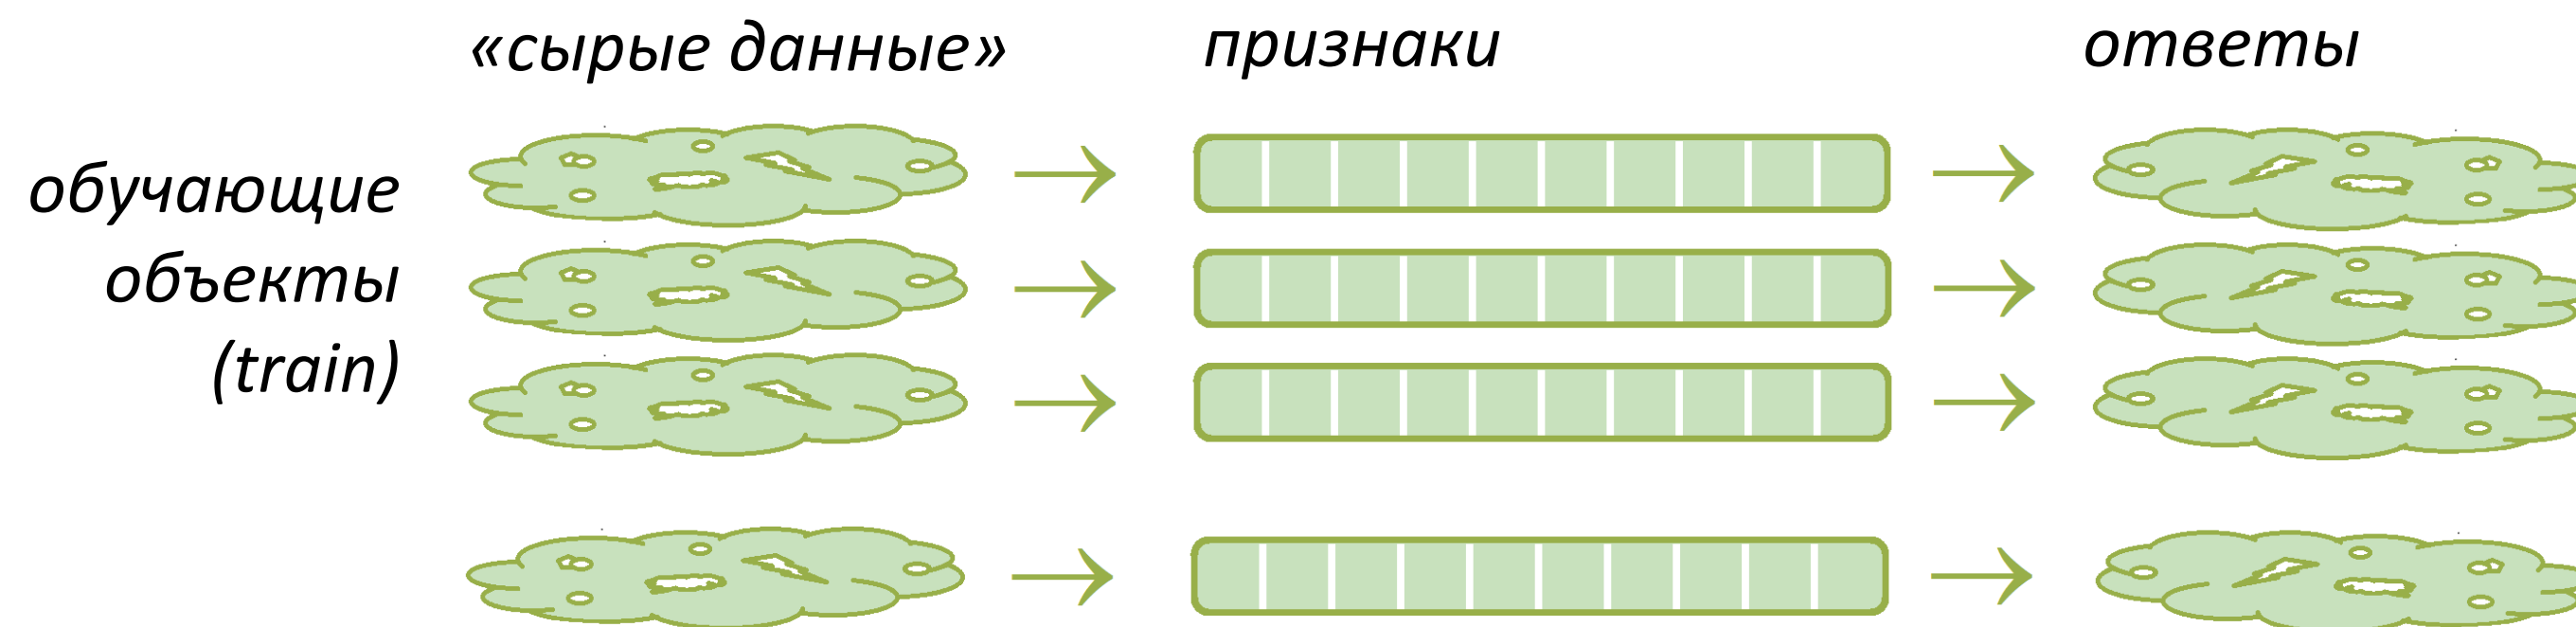 «сырые данные»
признаки
ответы
обучающие
объекты
(train)